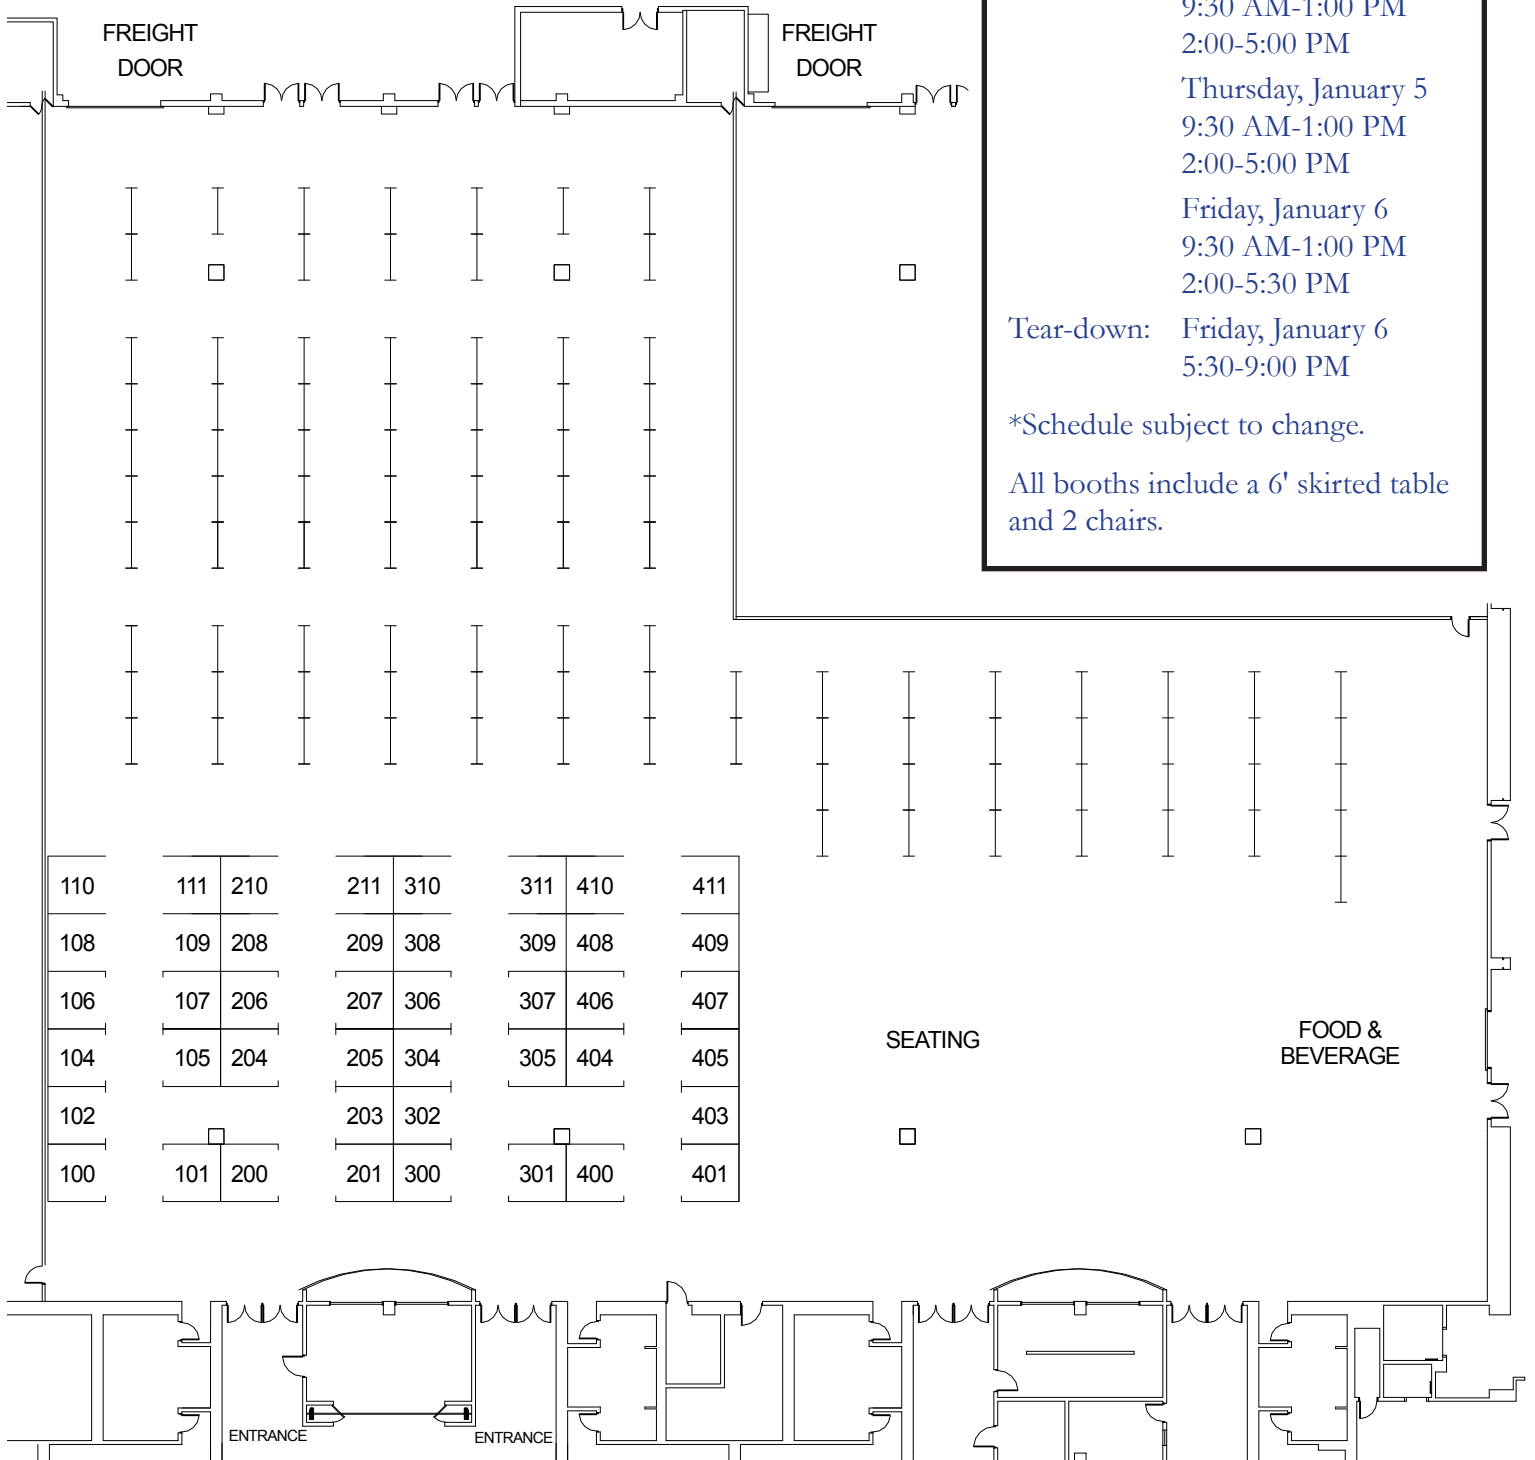 FREIGHT
DOOR
FREIGHT
DOOR
9:30 AM-1:00 PM
2:00-5:00 PM
Thursday, January 5
9:30 AM-1:00 PM
2:00-5:00 PM
Friday, January 6
9:30 AM-1:00 PM
2:00-5:30 PM
Tear-down: Friday, January 6
5:30-9:00 PM
*Schedule subject to change.
All booths include a 6' skirted table
and 2 chairs.
110 111 210 211 310 311 410 411
108 109 208 209 308 309 408 409
106 107 206 207 306 307 406 407
104 105 204 205 304 305 404 405
102 203 302 403
100 101 200 201 300 301 400 401
SEATING
FOOD &
BEVERAGE
ENTRANCE
ENTRANCE